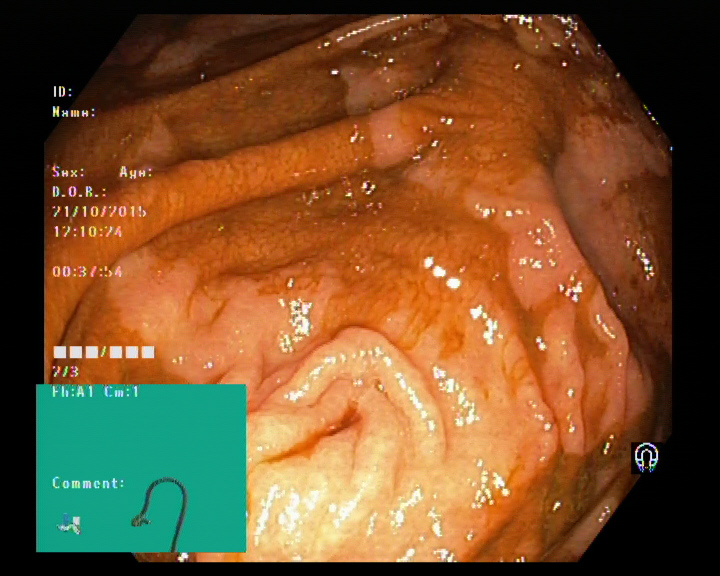 ID:
Name:
Sex: Age:
D.O.B.:
21/10/2015
12:10:24
00:37:54
/
2/3
Eh:A1 Cm:1
Comment: